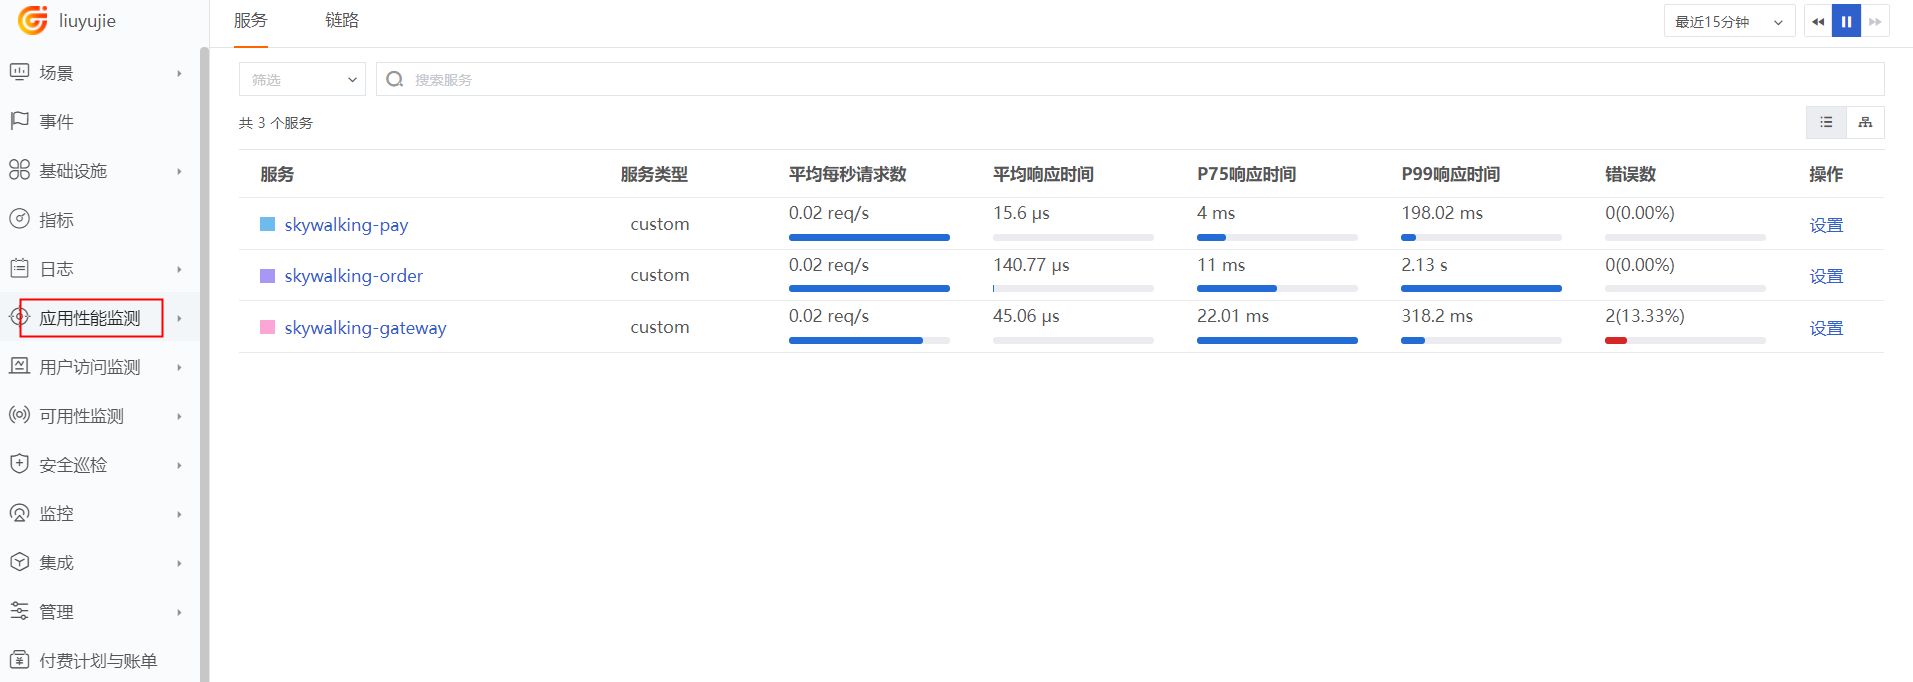 liuyujie
服务
链路
最近15分钟
场景
事件
基础设施
指标
日志
应用性能监测
用户访问监测
可用性监测
安全巡检
监控
集成
管理
付费计划与账单
筛选
搜索服务
共 3 个服务
服务 服务类型 平均每秒请求数 平均响应时间 P75响应时间 P99响应时间 错误数 操作
skywalking-pay custom 0.02 req/s 15.6 μs 4 ms 198.02 ms 0(0.00%) 设置
skywalking-order custom 0.02 req/s 140.77 μs 11 ms 2.13 s 0(0.00%) 设置
skywalking-gateway custom 0.02 req/s 45.06 μs 22.01 ms 318.2 ms 2(13.33%) 设置